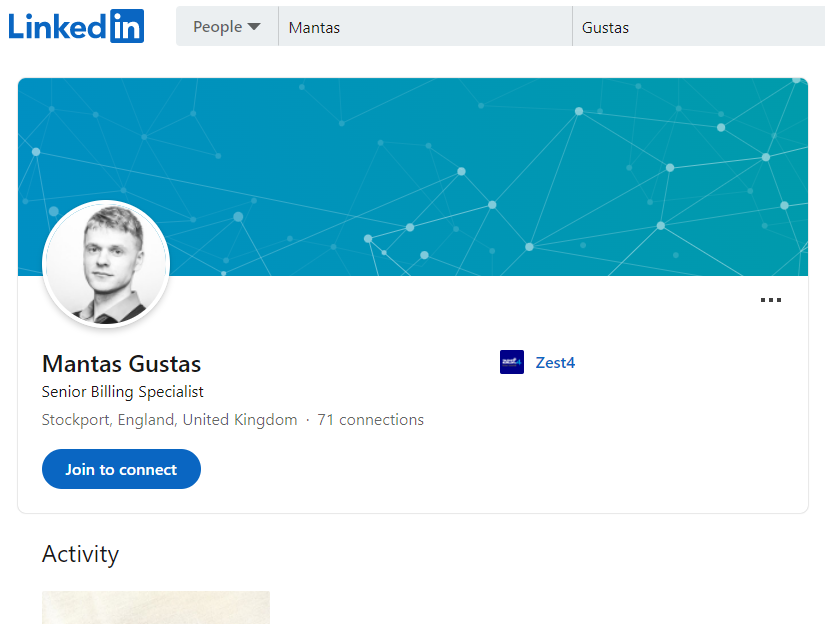 LinkedIn
People Mantas Gustas
Mantas Gustas
Zest4
Senior Billing Specialist
Stockport, England, United Kingdom · 71 connections
Join to connect
Activity